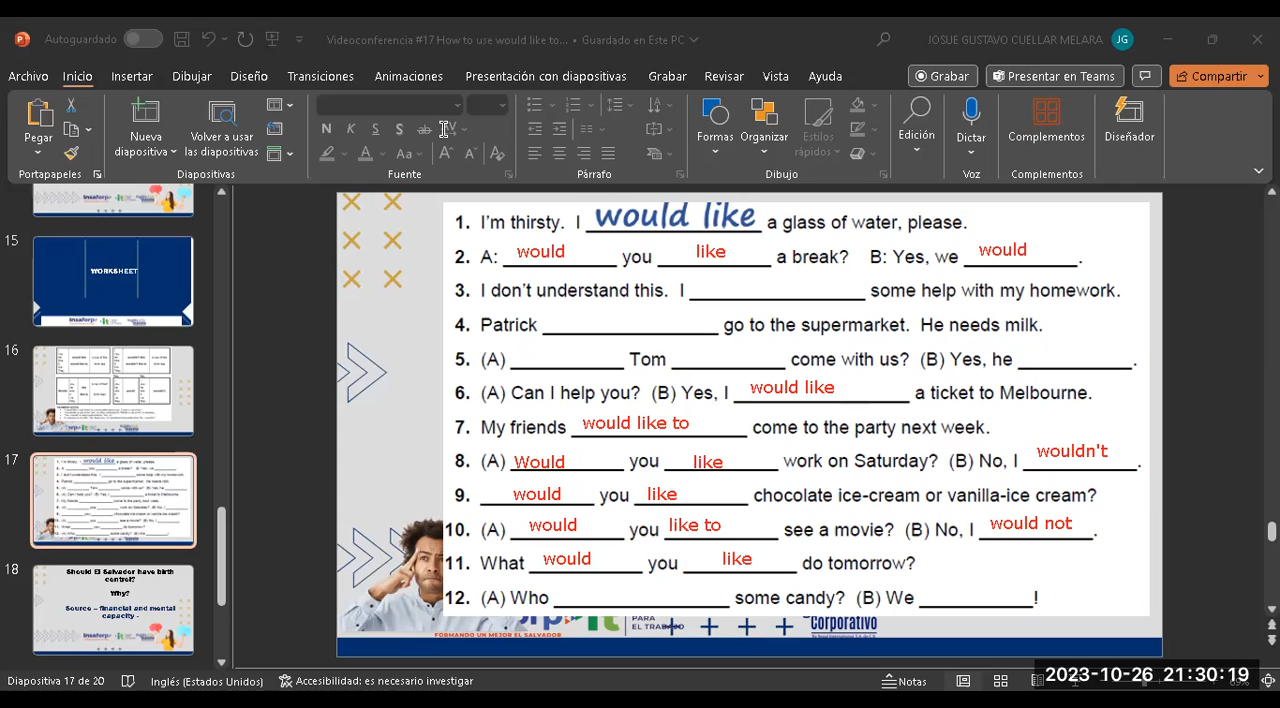 Autoguardado
Videoconferencia #17 How to use would like to... • Guardado en Este PC
JOSUE GUSTAVO CUELLAR MELARA JG
Archivo Inicio Insertar Dibujar Diseño Transiciones Animaciones Presentación con diapositivas Grabar Revisar Vista Ayuda Grabar Presentar en Teams Compartir
Pegar
Nueva diapositiva
Volver a usar las diapositivas
N K S S ab
A Aa A A
Formas Organizar Estilos rápidos
Edición
Dictar
Complementos
Diseñador
Portapapeles Diapositivas Fuente Párrafo Dibujo Voz Complementos
15
WORKSHEET
16
17
18
Should El Salvador have birth
control?
Why?
Source – financial and mental
capacity -
1. I'm thirsty. I would like a glass of water, please.
2. A: would you like a break? B: Yes, we would.
3. I don't understand this. I ____ some help with my homework.
4. Patrick ____ go to the supermarket. He needs milk.
5. (A) ____ Tom ____ come with us? (B) Yes, he ____.
6. (A) Can I help you? (B) Yes, I would like a ticket to Melbourne.
7. My friends would like to come to the party next week.
8. (A) Would you like work on Saturday? (B) No, I wouldn't.
9. would you like chocolate ice-cream or vanilla-ice cream?
10. (A) would you like to see a movie? (B) No, I would not.
11. What would you like do tomorrow?
12. (A) Who ____ some candy? (B) We ____!
PARA
EL TRABAJO
Corporativo
FORMANDO UN MEJOR EL SALVADOR
Diapositiva 17 de 20 Inglés (Estados Unidos) Accesibilidad: es necesario investigar Notas
2023-10-26 21:30:19